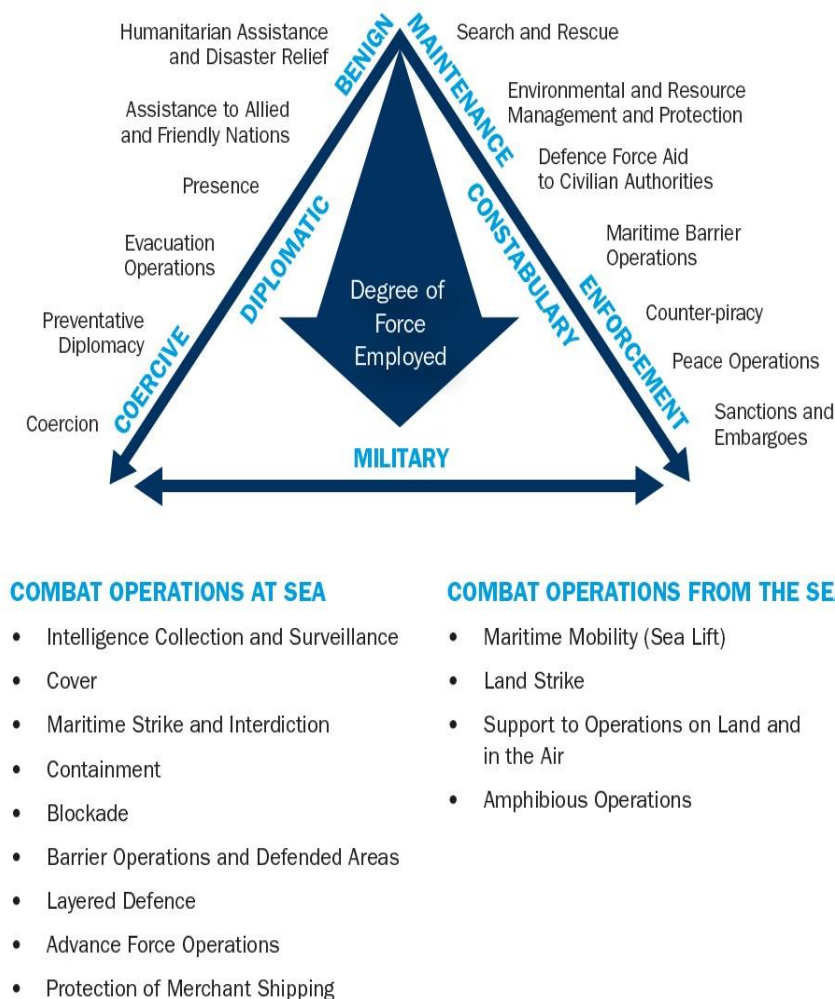 Humanitarian Assistance
and Disaster Relief
BENIGN
MAINTENANCE
Search and Rescue
Assistance to Allied
and Friendly Nations
Environmental and Resource
Management and Protection
Presence
Defence Force Aid
to Civilian Authorities
DIPLOMATIC
CONSTABULARY
Evacuation
Operations
Maritime Barrier
Operations
Degree of
Force
Employed
Preventative
Diplomacy
COERCIVE
ENFORCEMENT
Counter-piracy
Peace Operations
Coercion
Sanctions and
Embargoes
MILITARY
COMBAT OPERATIONS AT SEA
• Intelligence Collection and Surveillance
• Cover
• Maritime Strike and Interdiction
• Containment
• Blockade
• Barrier Operations and Defended Areas
• Layered Defence
• Advance Force Operations
• Protection of Merchant Shipping
COMBAT OPERATIONS FROM THE SE
• Maritime Mobility (Sea Lift)
• Land Strike
• Support to Operations on Land and
in the Air
• Amphibious Operations